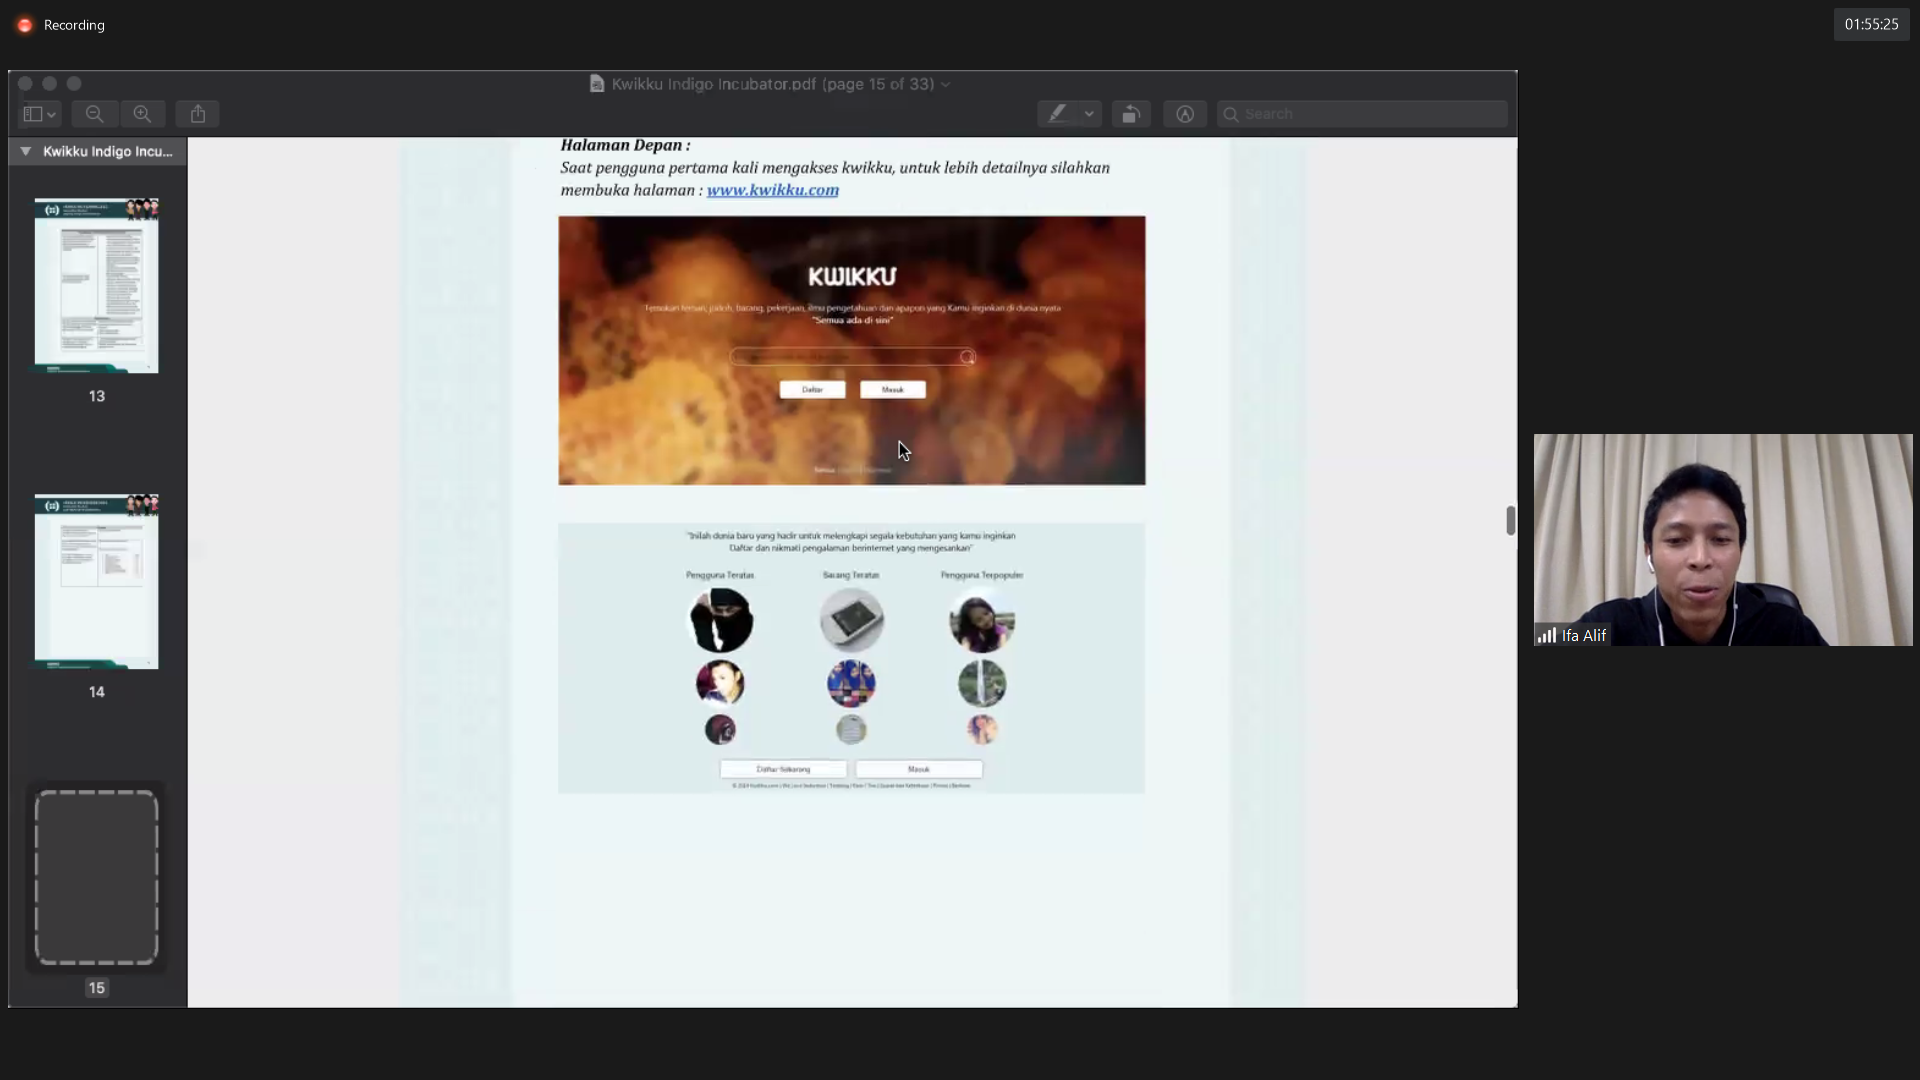 Recording
01:55:25
Kwikku Indigo Incubator.pdf (page 15 of 33)
Search
Kwikku Indigo Incu...
13
14
15
Halaman Depan :
Saat pengguna pertama kali mengakses kwikku, untuk lebih detailnya silahkan
membuka halaman : www.kwikku.com
KWIKKU
Temukan teman, jodoh, barang, pekerjaan, ilmu pengetahuan dan apapun yang Kamu inginkan di dunia nyata
"Semua ada di sini"
Daftar
Masuk
Semua
"Inilah dunia baru yang hadir untuk melengkapi segala kebutuhan yang kamu inginkan
Daftar dan nikmati pengalaman berinternet yang mengesankan"
Pengguna Teratas
Barang Teratas
Pengguna Terpopuler
Daftar Sekarang
Masuk
Ifa Alif